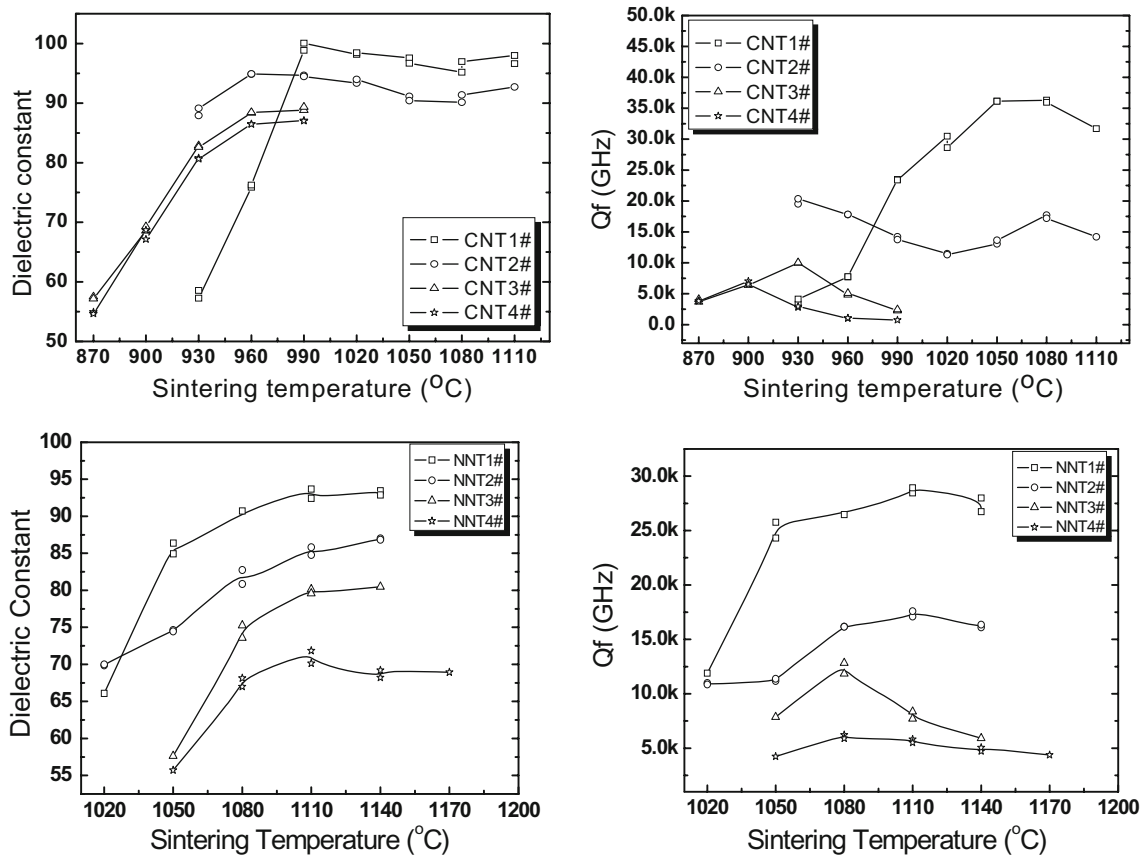 Dielectric constant
100
90
80
70
60
50
870 900 930 960 990 1020 1050 1080 1110
Sintering temperature (°C)
CNT1#
CNT2#
CNT3#
CNT4#
Qf (GHz)
50.0k
45.0k
40.0k
35.0k
30.0k
25.0k
20.0k
15.0k
10.0k
5.0k
0.0
870 900 930 960 990 1020 1050 1080 1110
Sintering temperature (°C)
CNT1#
CNT2#
CNT3#
CNT4#
Dielectric Constant
100
95
90
85
80
75
70
65
60
55
1020 1050 1080 1110 1140 1170 1200
Sintering Temperature (°C)
NNT1#
NNT2#
NNT3#
NNT4#
Qf (GHz)
30.0k
25.0k
20.0k
15.0k
10.0k
5.0k
1020 1050 1080 1110 1140 1170 1200
Sintering Temperature (°C)
NNT1#
NNT2#
NNT3#
NNT4#